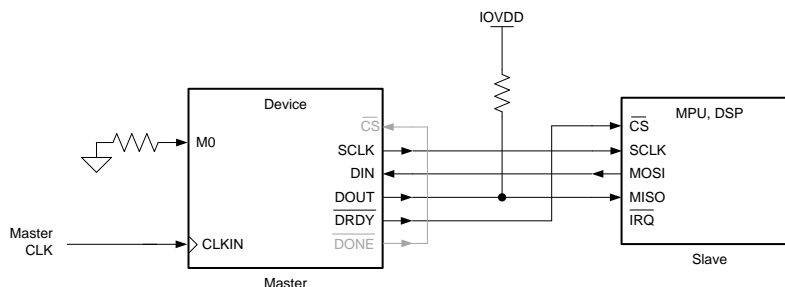 IOVDD
Device
MPU, DSP
M0
CS
SCLK
DIN
DOUT
DRDY
DONE
CS
SCLK
MOSI
MISO
IRQ
Master
CLK
CLKIN
Master
Slave